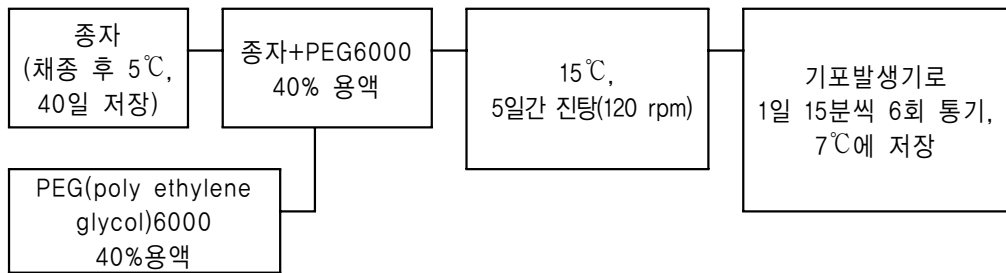 종자
(채종 후 5℃,
40일 저장)
종자+PEG6000
40% 용액
15℃,
5일간 진탕(120 rpm)
기포발생기로
1일 15분씩 6회 통기,
7℃에 저장
PEG(poly ethylene
glycol)6000
40%용액